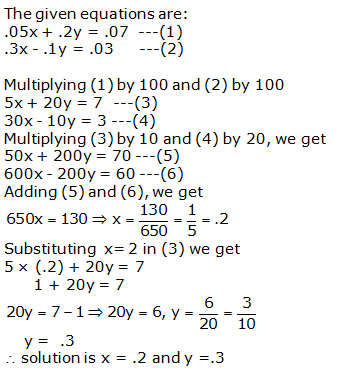 The given equations are:
.05x + .2y = .07 ---(1)
.3x - .1y = .03 ---(2)
Multiplying (1) by 100 and (2) by 100
5x + 20y = 7 ---(3)
30x - 10y = 3 ---(4)
Multiplying (3) by 10 and (4) by 20, we get
50x + 200y = 70 ---(5)
600x - 200y = 60 ---(6)
Adding (5) and (6), we get
650x = 130 ⇒ x = 130/650 = 1/5 = .2
Substituting x= 2 in (3) we get
5 × (.2) + 20y = 7
1 + 20y = 7
20y = 7 – 1 ⇒ 20y = 6, y = 6/20 = 3/10
y = .3
∴ solution is x = .2 and y =.3